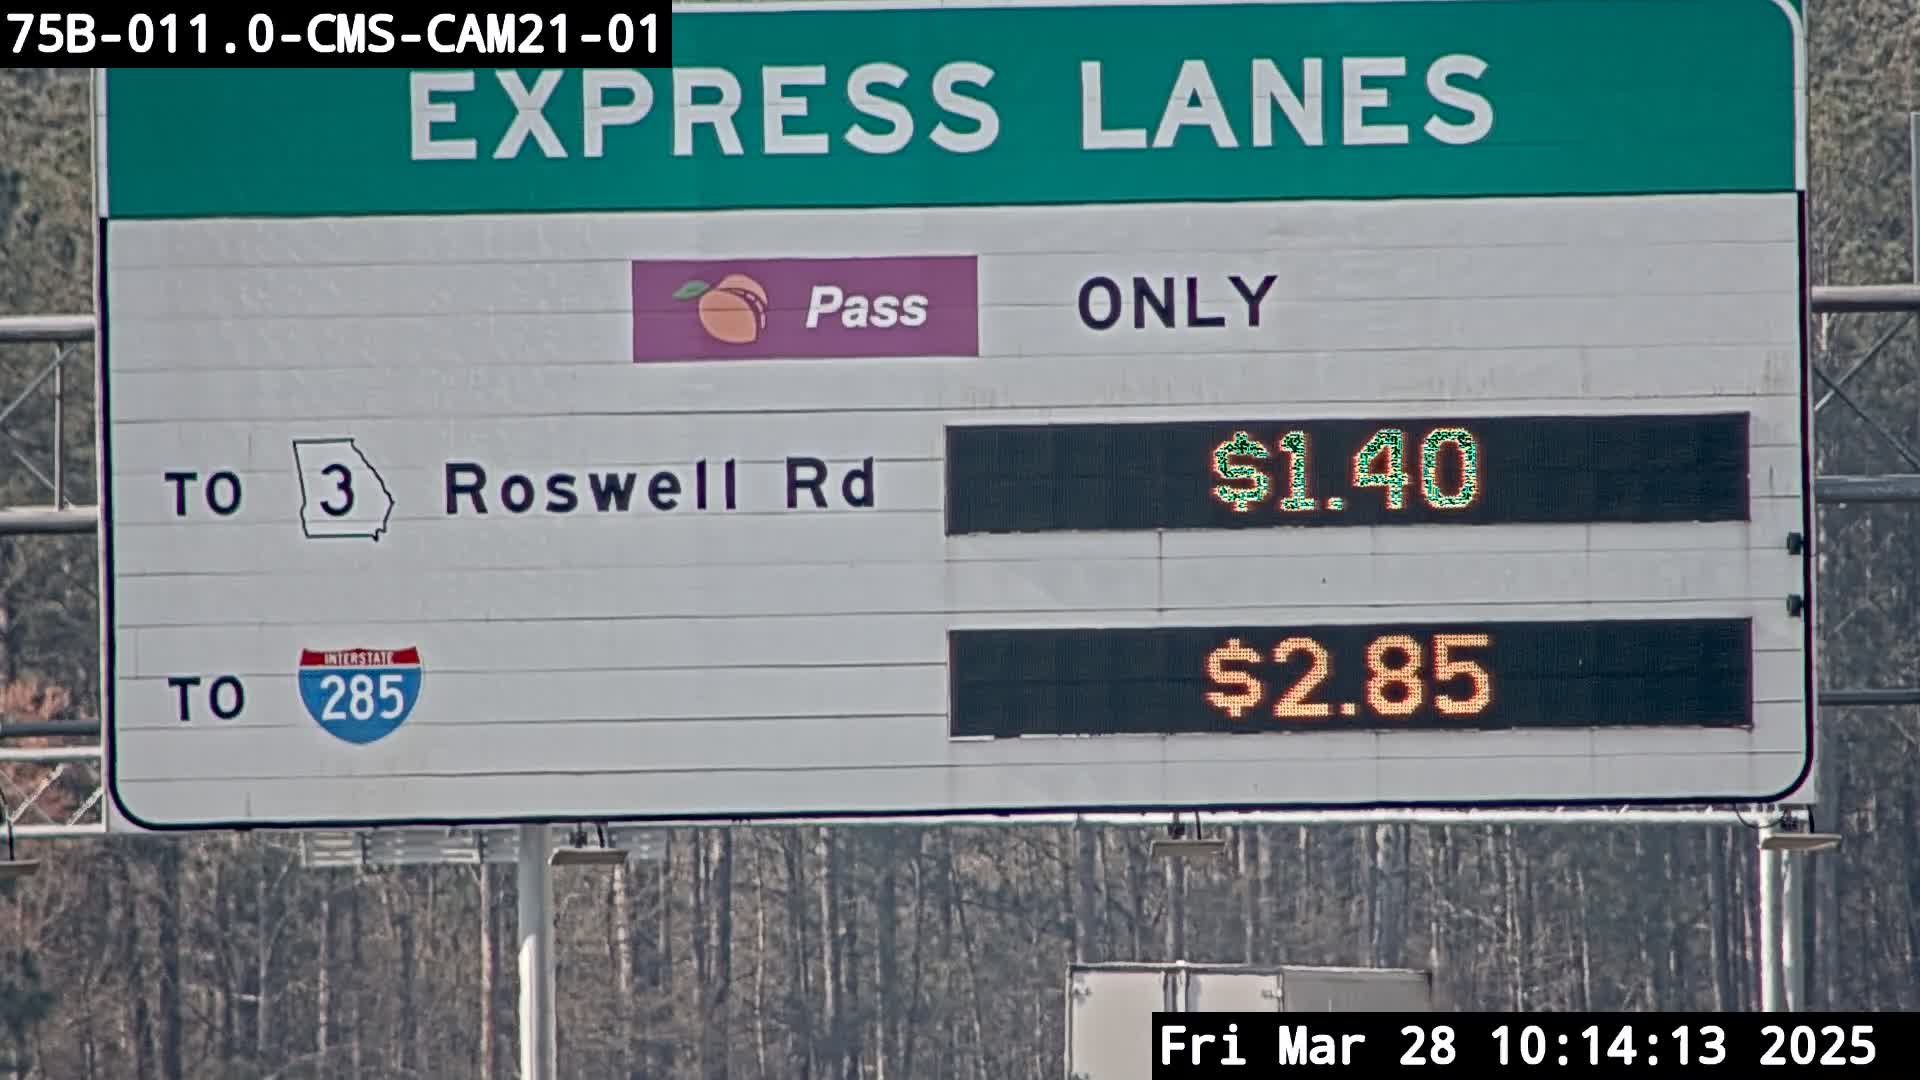 75B-011.0-CMS-CAM21-01
EXPRESS LANES
Pass ONLY
TO 3 Roswell Rd $1.40
TO INTERSTATE 285 $2.85
Fri Mar 28 10:14:13 2025